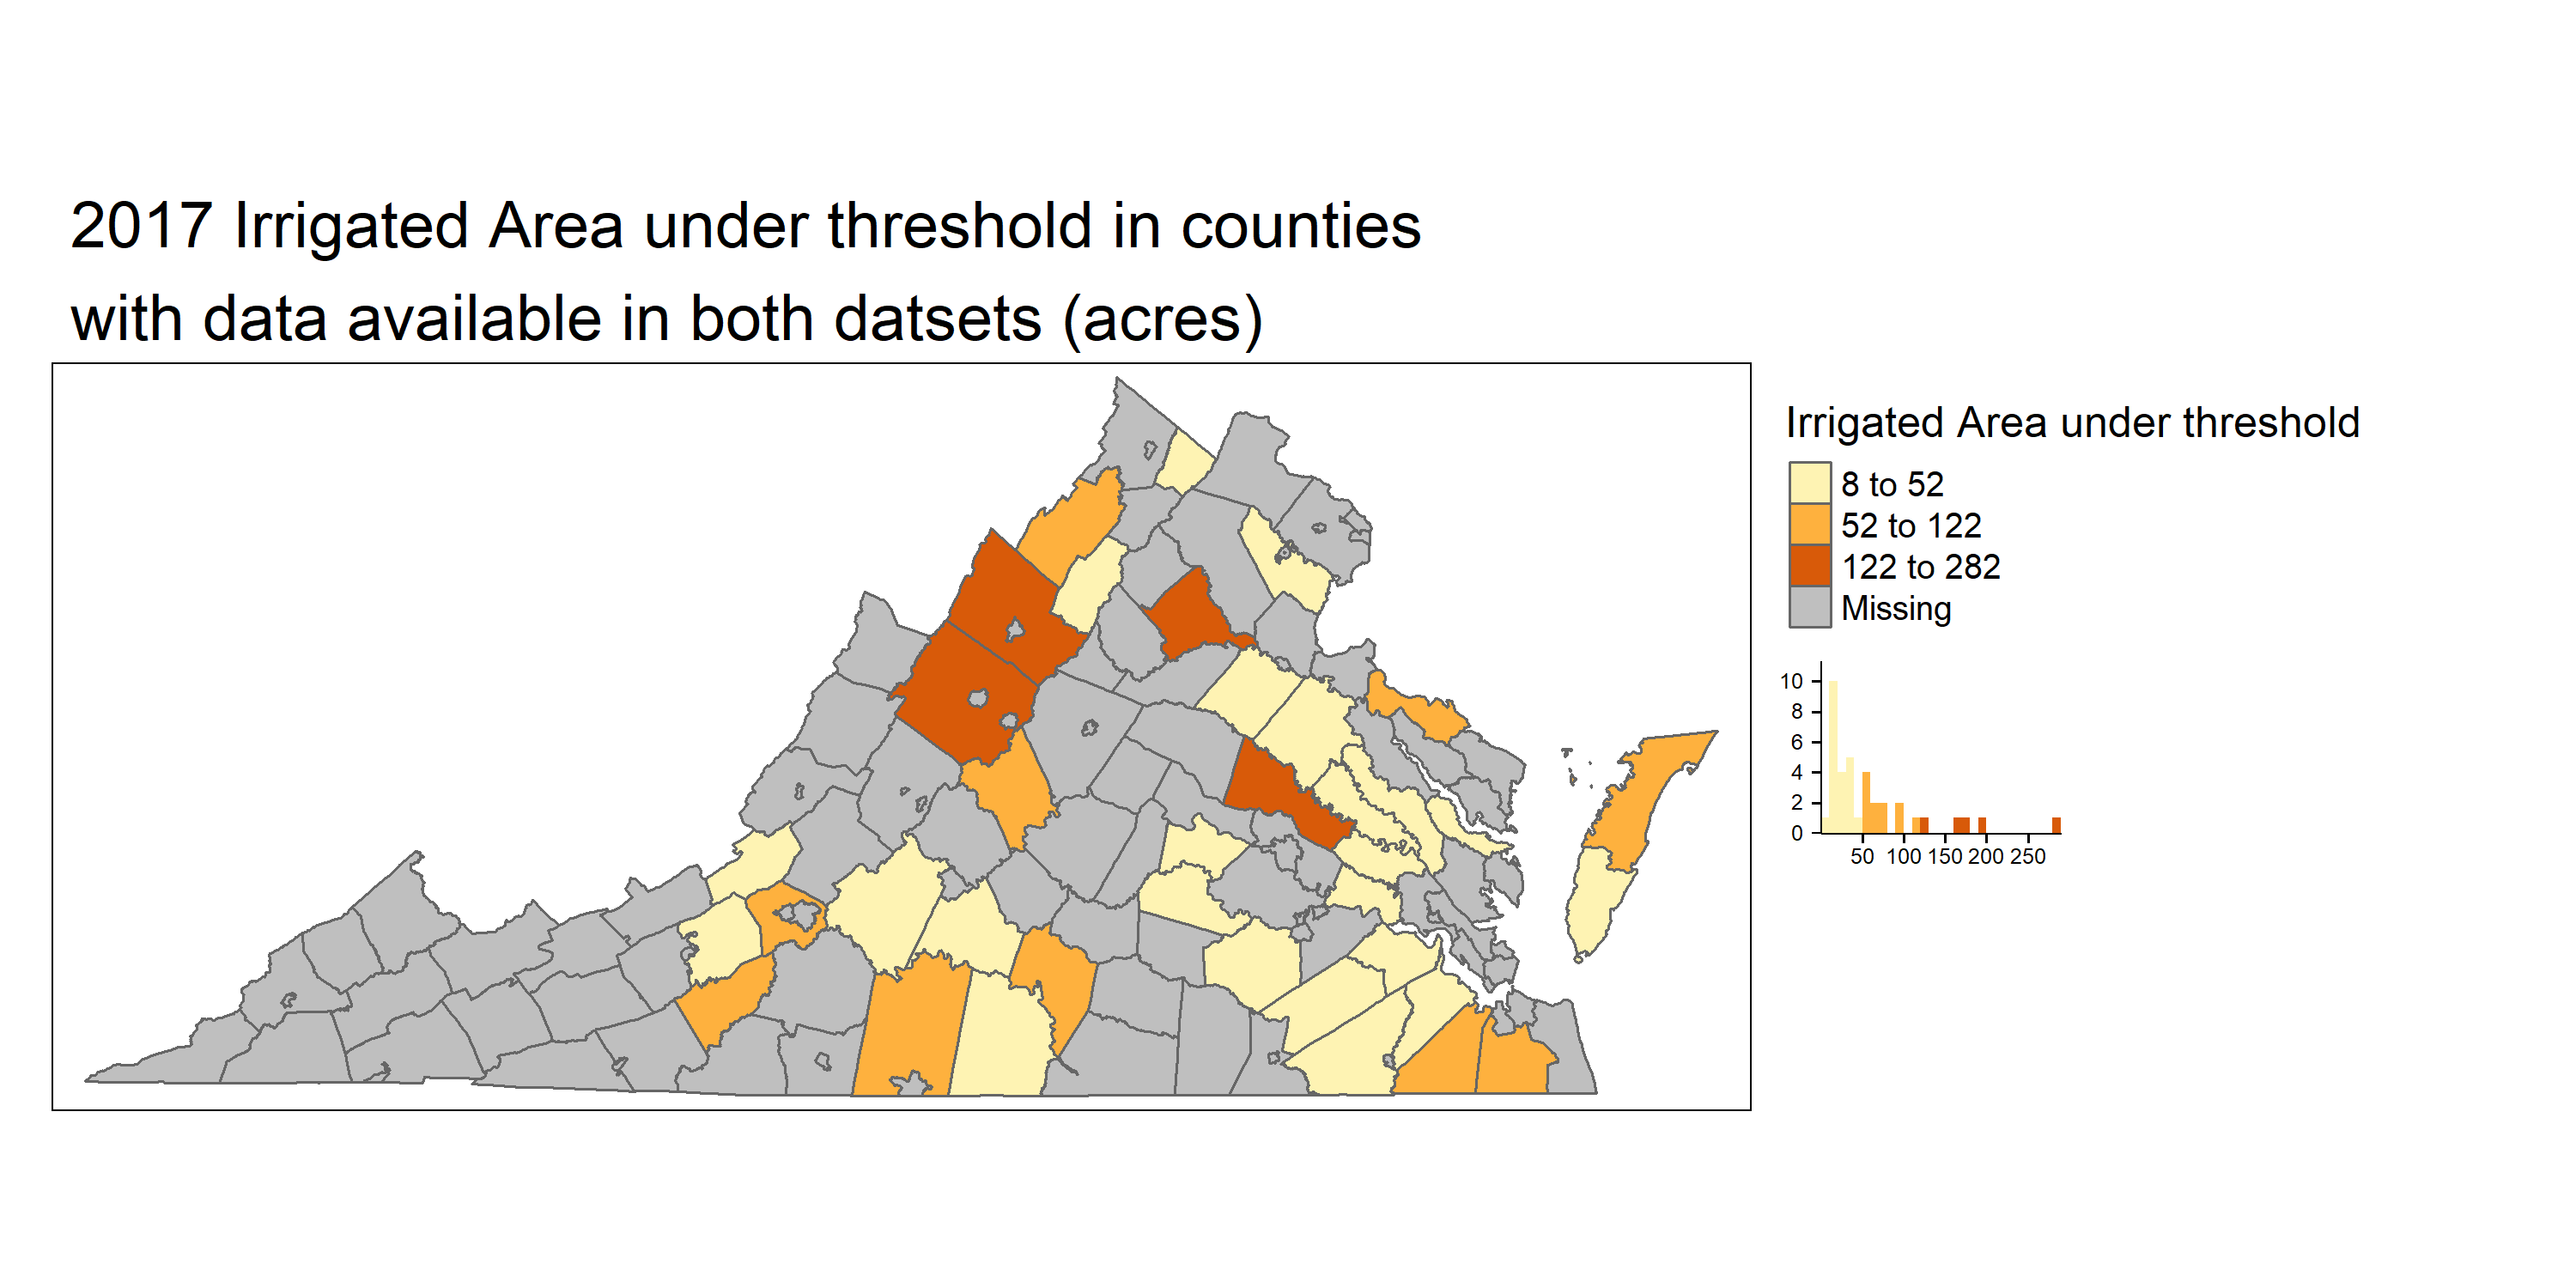 2017 Irrigated Area under threshold in counties
with data available in both datsets (acres)
Irrigated Area under threshold
8 to 52
52 to 122
122 to 282
Missing
10
8
6
4
2
0
50 100 150 200 250